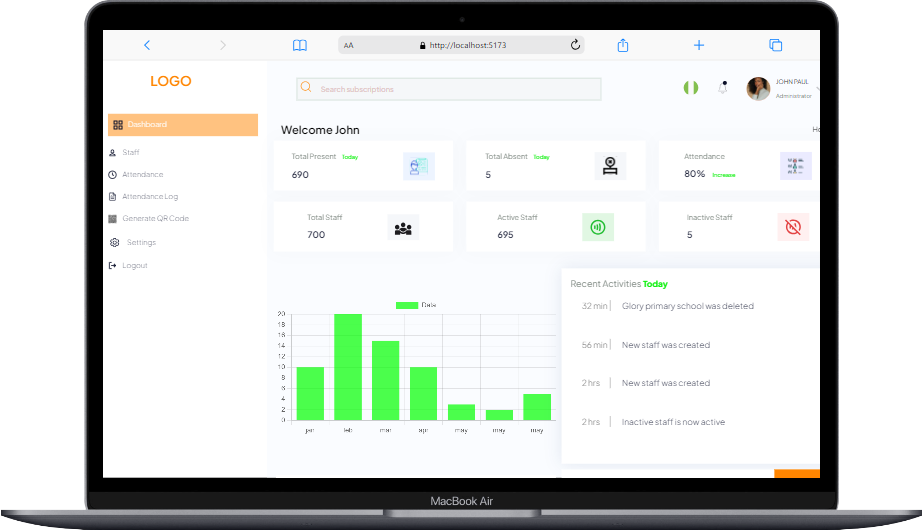 AA
http://localhost:5173
LOGO
Search subscriptions
JOHN PAUL
Administrator
Dashboard
Staff
Attendance
Attendance Log
Generate QR Code
Settings
Logout
Welcome John
Total Present Today
690
Total Absent Today
5
Attendance
80% Increase
Total Staff
700
Active Staff
695
Inactive Staff
5
Data
20
18
16
14
12
10
8
6
4
2
0
jan feb mar apr may may may
Recent Activities Today
32 min Glory primary school was deleted
56 min New staff was created
2 hrs New staff was created
2 hrs Inactive staff is now active
MacBook Air